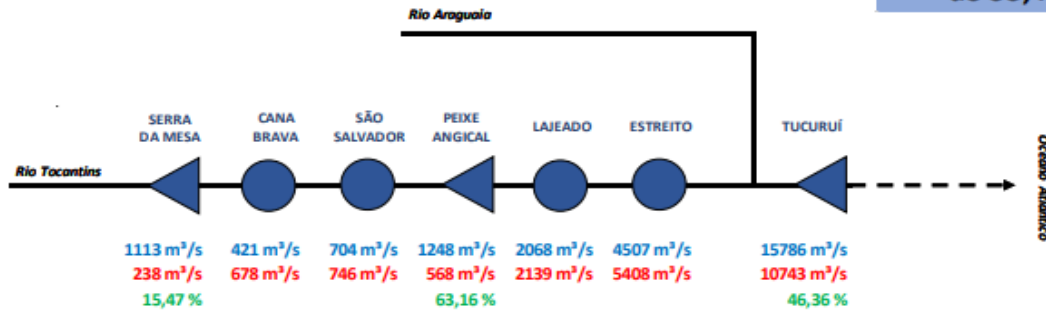 Rio Araguaia
SERRA
DA MESA
CANA
BRAVA
SÃO
SALVADOR
PEIXE
ANGICAL
LAJEADO
ESTREITO
TUCURUÍ
Rio Tocantins
Oceano Atlântico
1113 m³/s 421 m³/s 704 m³/s 1248 m³/s 2068 m³/s 4507 m³/s 15786 m³/s
238 m³/s 678 m³/s 746 m³/s 568 m³/s 2139 m³/s 5408 m³/s 10743 m³/s
15,47 % 63,16 % 46,36 %